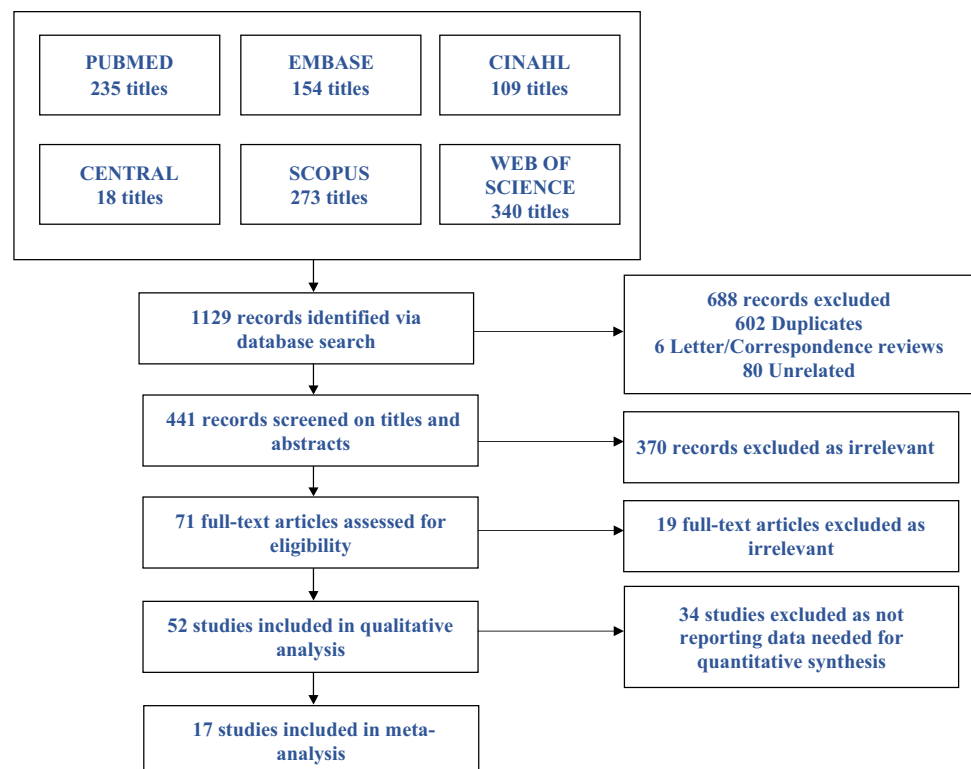 PUBMED
235 titles
EMBASE
154 titles
CINAHL
109 titles
CENTRAL
18 titles
SCOPUS
273 titles
WEB OF
SCIENCE
340 titles
1129 records identified via
database search
688 records excluded
602 Duplicates
6 Letter/Correspondence reviews
80 Unrelated
441 records screened on titles and
abstracts
370 records excluded as irrelevant
71 full-text articles assessed for
eligibility
19 full-text articles excluded as
irrelevant
52 studies included in qualitative
analysis
34 studies excluded as not
reporting data needed for
quantitative synthesis
17 studies included in meta-
analysis